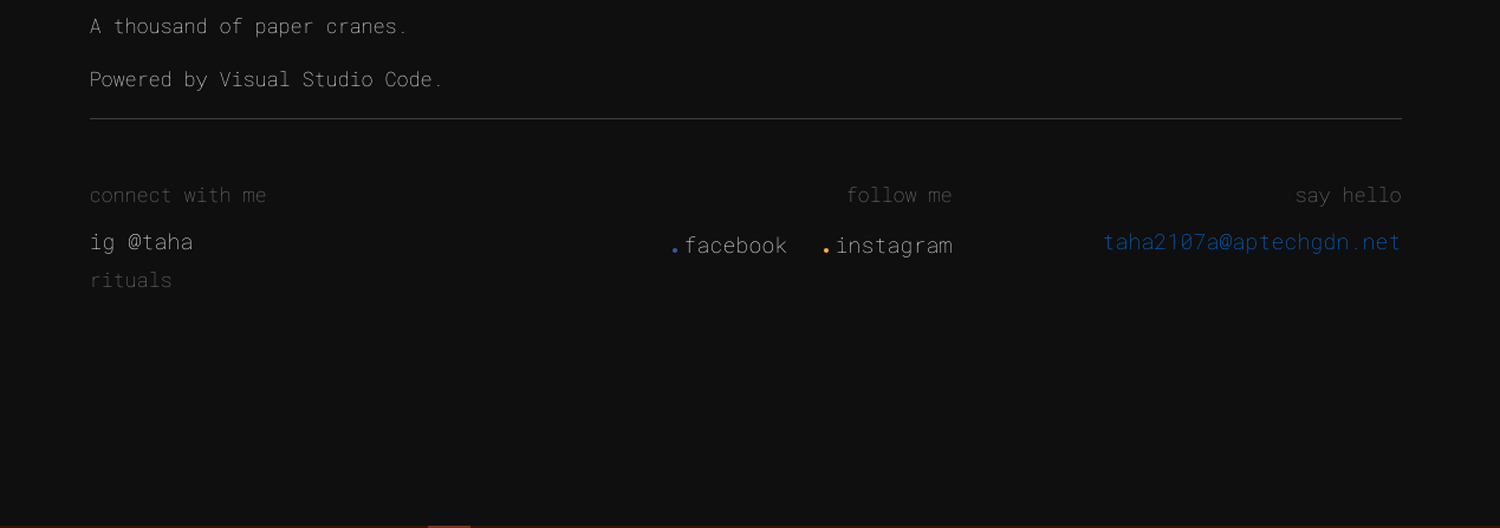 A thousand of paper cranes.
Powered by Visual Studio Code.
connect with me
ig @taha
rituals
follow me
facebook
instagram
say hello
taha2107a@aptechgdn.net